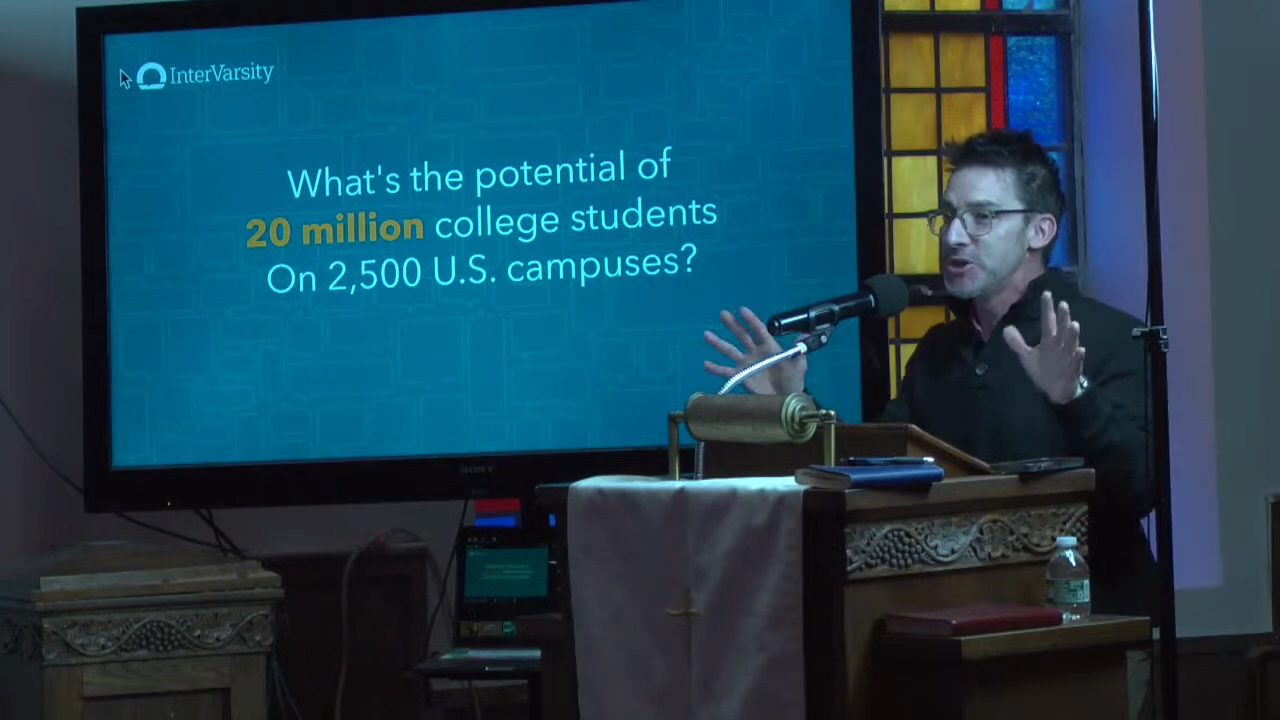 InterVarsity
What's the potential of
20 million college students
On 2,500 U.S. campuses?
SONY